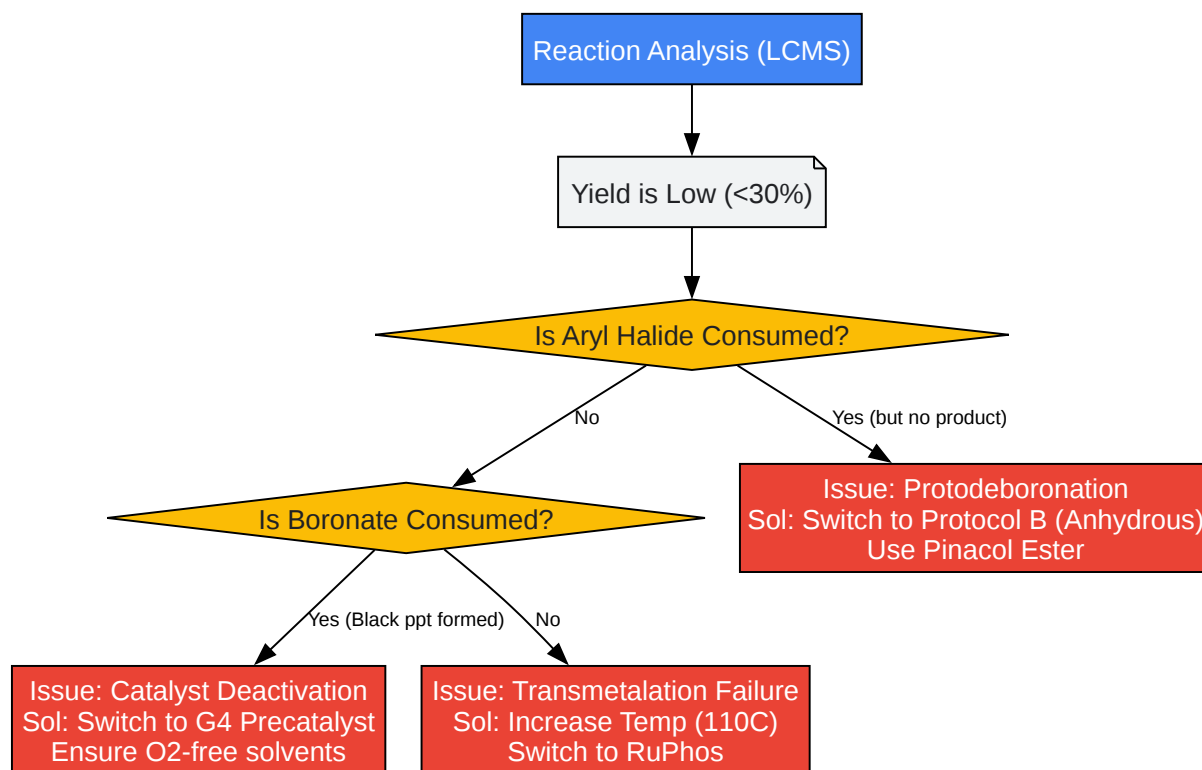 Reaction Analysis (LCMS)
Yield is Low (<30%)
Is Aryl Halide Consumed?
No
Yes (but no product)
Issue: Protodeboronation
Sol: Switch to Protocol B (Anhydrous)
Use Pinacol Ester
Is Boronate Consumed?
Yes (Black ppt formed)
No
Issue: Catalyst Deactivation
Sol: Switch to G4 Precatalyst
Ensure O2-free solvents
Issue: Transmetalation Failure
Sol: Increase Temp (110C)
Switch to RuPhos